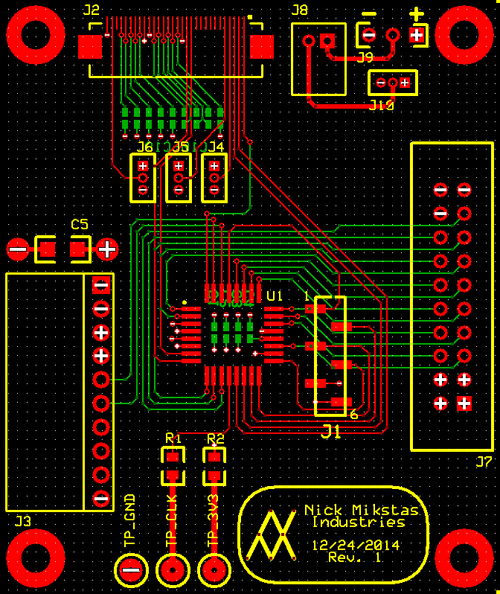 J2
J8
- +
J9
J10
J6 J5 J4
C5
U1
1
6
J1
J7
R1 R2
J3
TP_GND
TP_CLK
TP_3V3
Nick Mikstas
Industries
12/24/2014
Rev. 1